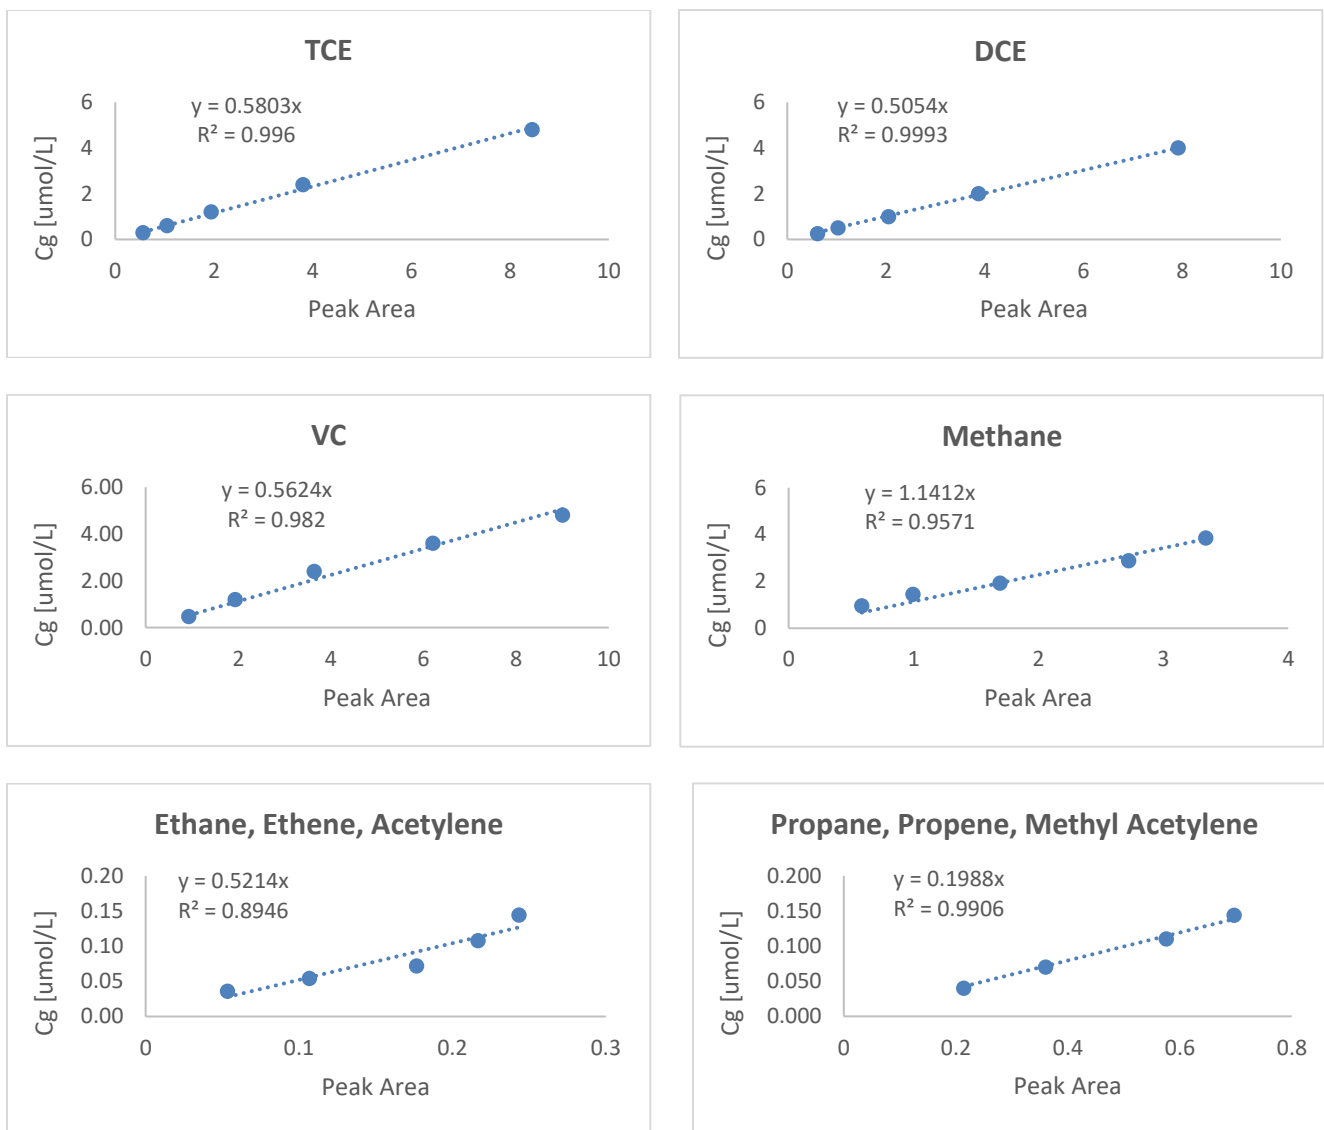 TCE
y = 0.5803x
R² = 0.996
6
4
2
0
0 2 4 6 8 10
Cg [umol/L]
Peak Area
DCE
y = 0.5054x
R² = 0.9993
6
4
2
0
0 2 4 6 8 10
Cg [umol/L]
Peak Area
VC
y = 0.5624x
R² = 0.982
6.00
4.00
2.00
0.00
0 2 4 6 8 10
Cg [umol/L]
Peak Area
Methane
y = 1.1412x
R² = 0.9571
6
4
2
0
0 1 2 3 4
Cg [umol/L]
Peak Area
Ethane, Ethene, Acetylene
y = 0.5214x
R² = 0.8946
0.20
0.15
0.10
0.05
0.00
0 0.1 0.2 0.3
Cg [umol/L]
Peak Area
Propane, Propene, Methyl Acetylene
y = 0.1988x
R² = 0.9906
0.200
0.150
0.100
0.050
0.000
0 0.2 0.4 0.6 0.8
Cg [umol/L]
Peak Area